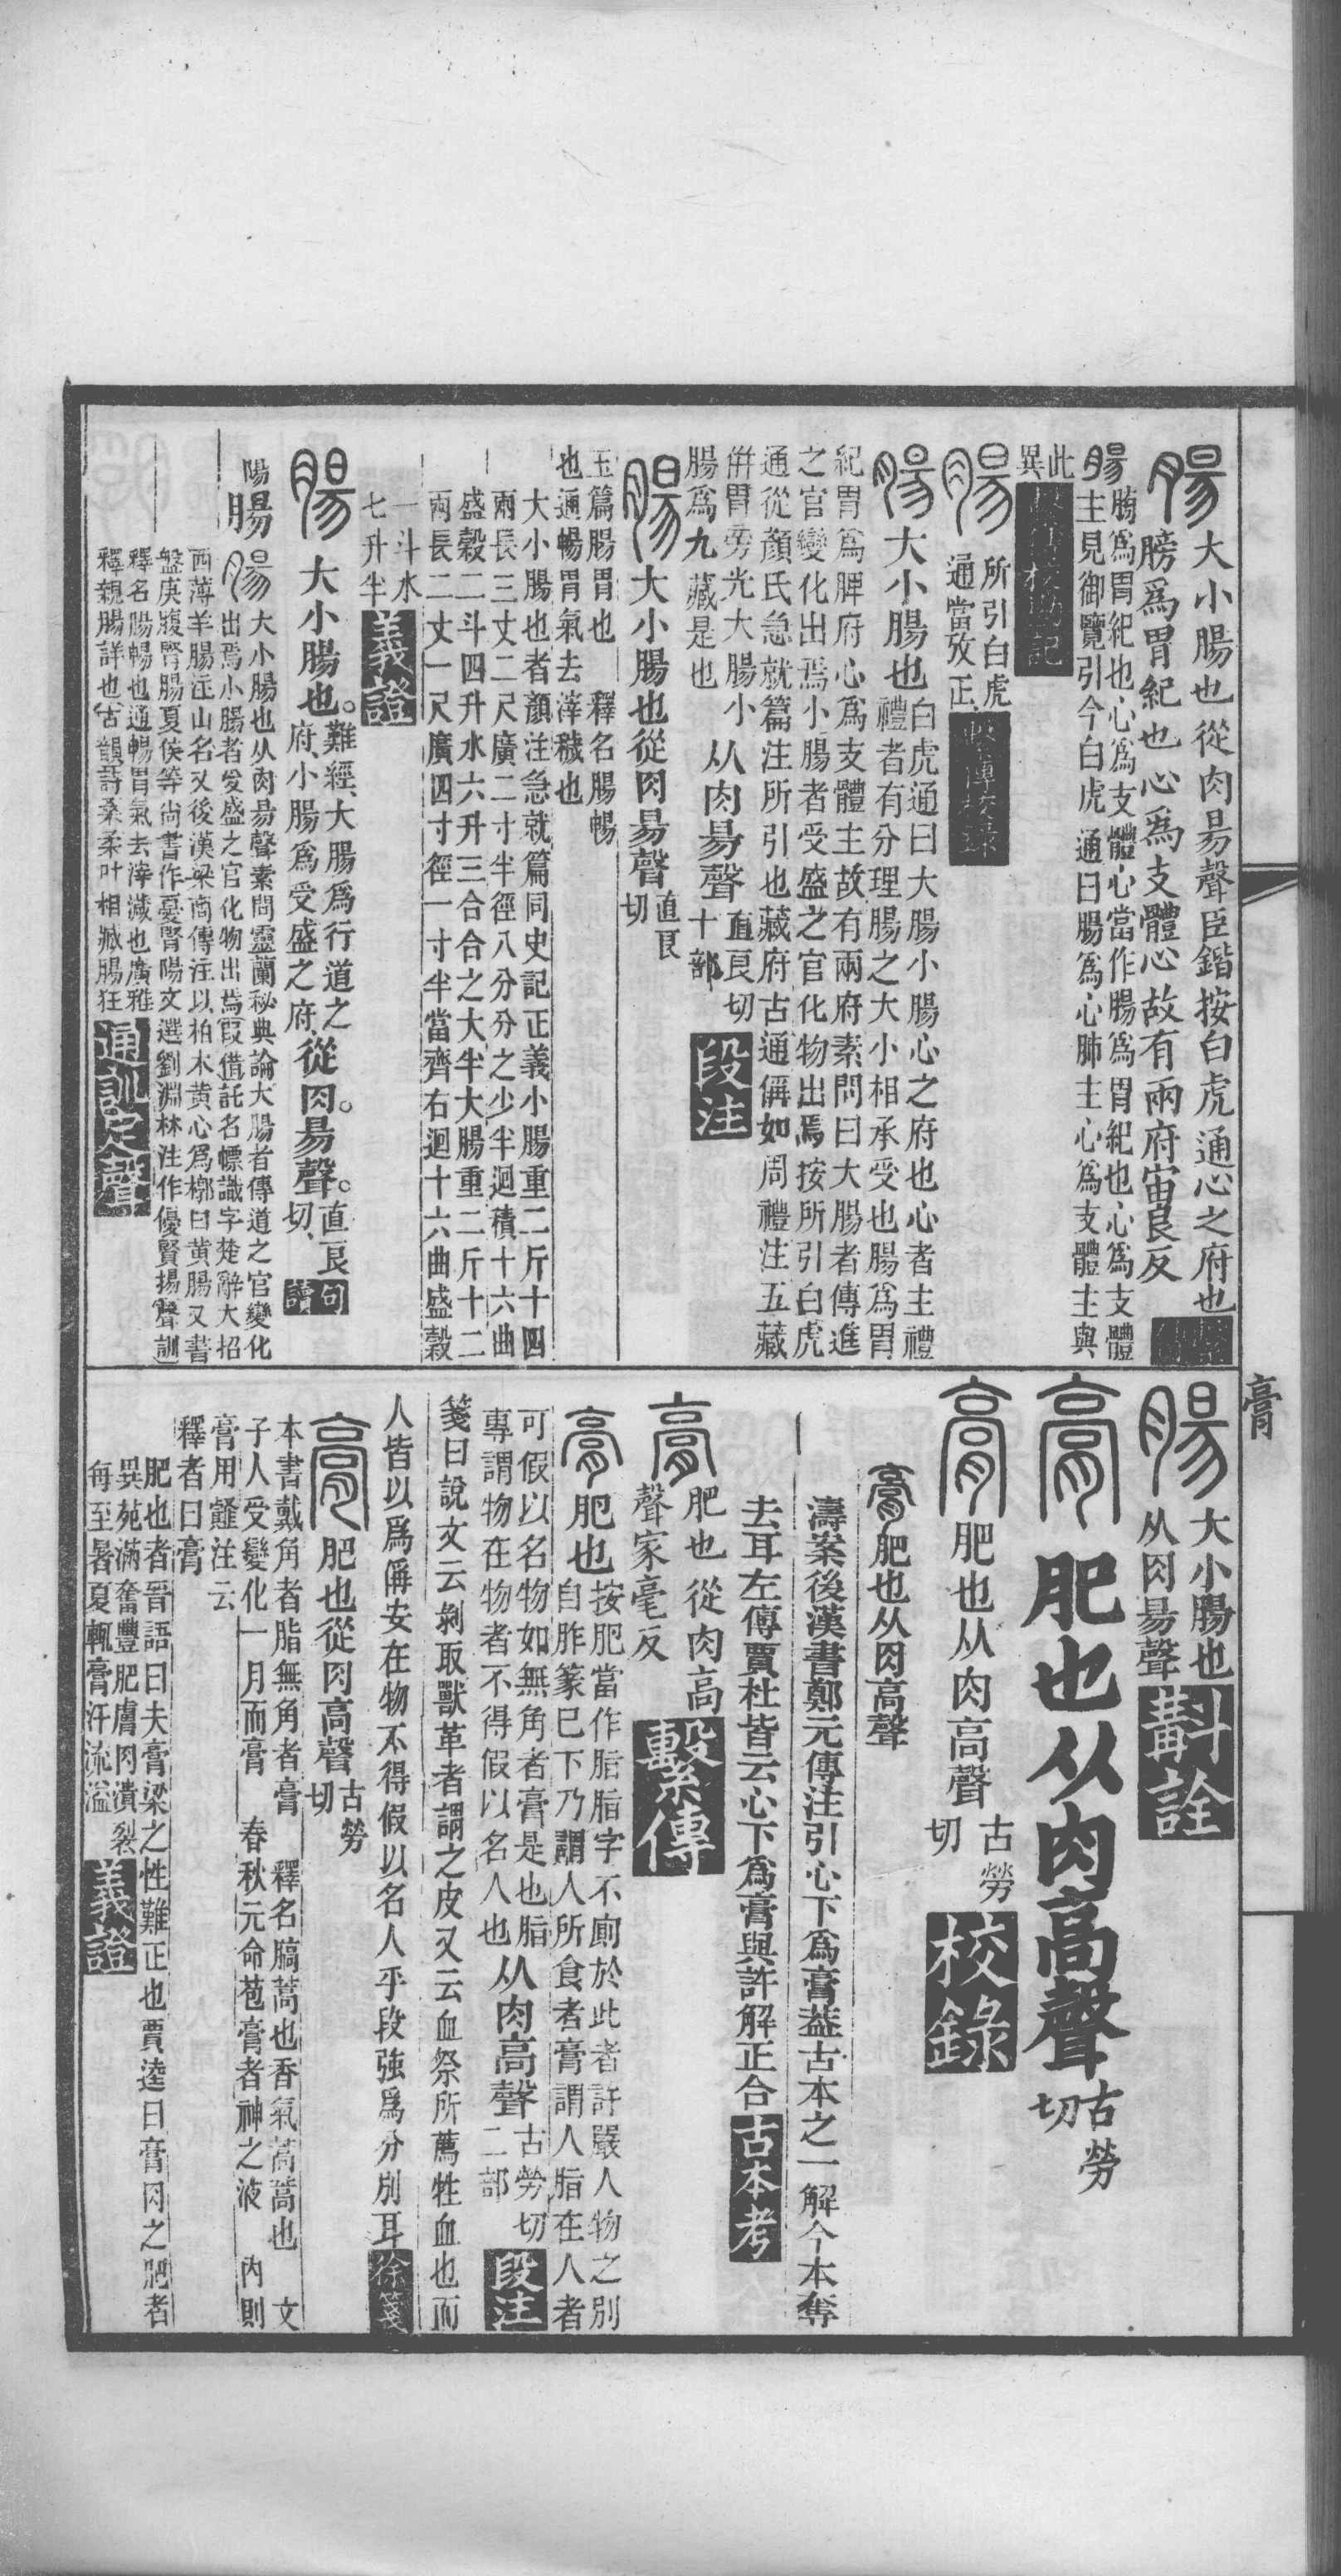 腸大小腸也從肉昜聲臣鍇按白虎通心之府也
膀爲胃紀也心爲支體心故有兩府宙良反
腸䏶爲胃紀也心爲支體心當作腸爲胃紀也心爲支體
主見御覽引今白虎通曰腸爲心肺主心爲支體主與
此異
腸所引白虎
通當攷正
腸大小腸也白虎通曰大腸小腸心之府也心者主禮
禮者有分理腸之大小相承受也腸爲胃
紀胃爲脾府心爲支體主故有兩府素問曰大腸者傳進
之官變化出焉小腸者受盛之官化物出焉按所引白虎
通從顏氏急就篇注所引也藏府古通偁如周禮注五藏
倂胃旁光大腸小
腸爲九藏是也从肉昜聲直良切十部段注
腸大小腸也從肉昜聲直良切
玉篇腸胃也　釋名腸暢
也通暢胃氣去滓穢也
大小腸也者顏注急就篇同史記正義小腸重二斤十四
兩長三丈二尺廣二寸半徑八分分之少半迴積十六曲
盛穀二斗四升水六升三合合之大半大腸重二斤十二
兩長二丈一尺廣四寸徑一寸半當齊右迴十六曲盛穀
一斗水
七升半義證
腸大小腸也。難經、大腸爲行道之
府、小腸爲受盛之府、從肉。昜聲。直良切、句讀
陽腸
腸大小腸也从肉昜聲素問靈蘭秘典論大腸者傳道之官變化
出焉小腸者受盛之官化物出焉叚借託名幖識字楚辭大招
西薄羊腸注山名又後漢梁商傳注以柏木黄心爲槨曰黄腸又書
盤庚腹腎腸夏侯等尙書作憂腎陽文選劉淵林注作優賢揚聲訓
釋名腸暢也通暢胃氣去滓濊也廣雅
釋親腸詳也古韻詩桑柔叶相臧腸狂通訓定聲
腸大小腸也
从肉昜聲斠詮
膏
膏肥也从肉高聲古勞切
膏肥也从肉高聲古勞切校錄
膏肥也从肉高聲
濤案後漢書鄭元傳注引心下爲膏葢古本之一解今本奪
去耳左傳賈杜皆云心下爲膏與許解正合古本考
膏肥也從肉高
聲家毫反繫傳
膏肥也按肥當作脂脂字不廁於此者許嚴人物之別
自胙篆巳下乃謂人所食者膏謂人脂在人者
可假以名物如無角者膏是也脂
專謂物在物者不得假以名人也从肉高聲古勞切二部段注
箋曰說文云剝取獸革者謂之皮又云血祭所薦牲血也而
人皆以爲偁安在物不得假以名人乎段強爲分別耳徐箋
膏肥也從肉高聲古勞切
本書戴角者脂無角者膏　釋名膏蒿也香氣蒿蒿也　文
子人受變化一月而膏　春秋元命苞膏者神之液　內則
膏用薤注云
釋者曰膏
肥也者晉語曰夫膏梁之性難正也賈逵曰膏肉之肥者
異苑滿奮豐肥膚肉潰裂
每至暑夏輒膏汗流溢義證